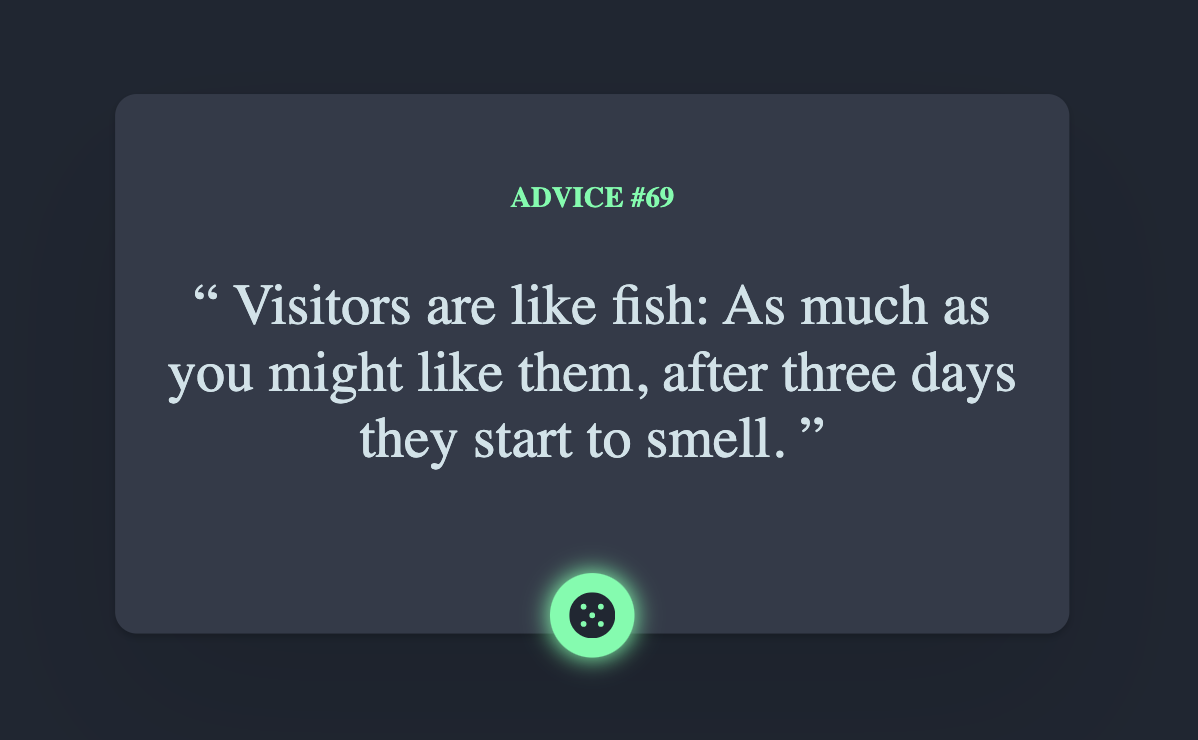 ADVICE #69
“ Visitors are like fish: As much as
you might like them, after three days
they start to smell. ”